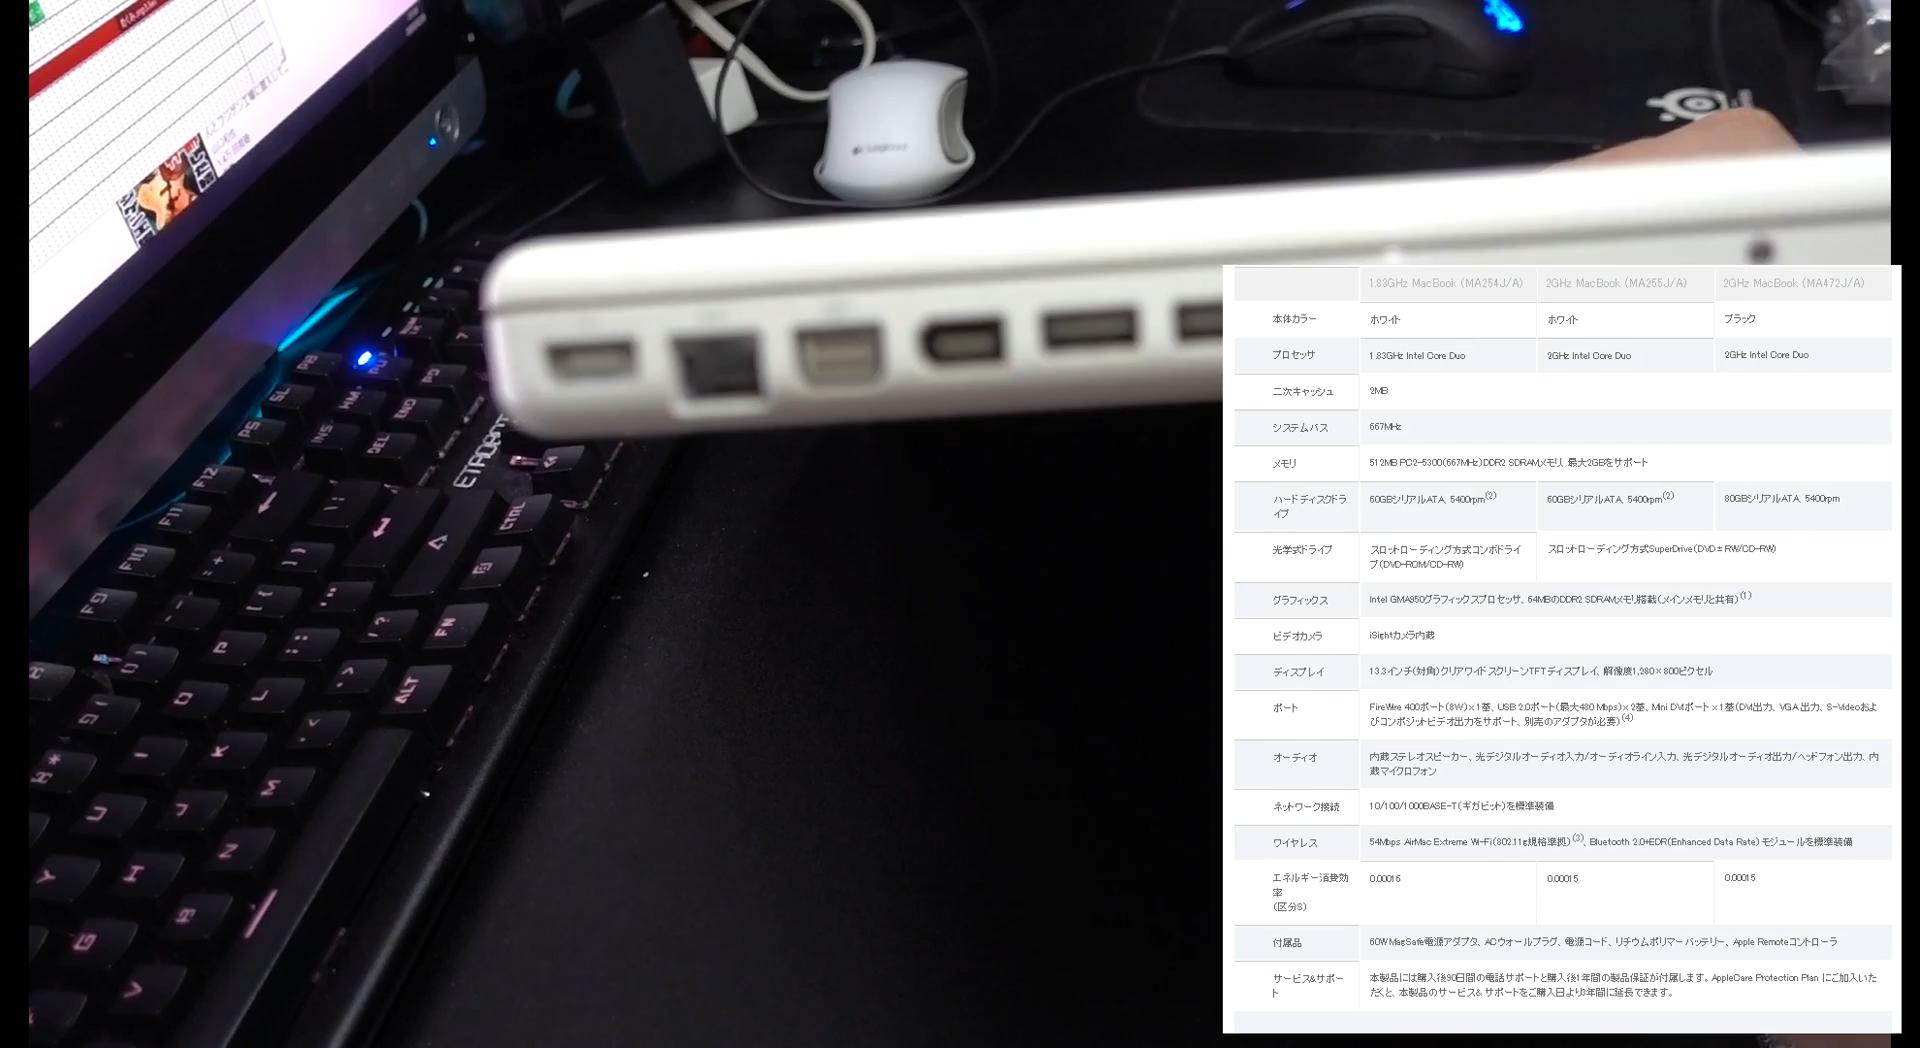 Logicool
ETROBOTI
F12
F11
F10
F9
SL
PS
HM
INS
END
DEL
PU
PD
CTRL
ALT
FN
1.83GHz MacBook (MA254J/A) 2GHz MacBook (MA255J/A) 2GHz MacBook (MA472J/A)
本体カラー ホワイト ホワイト ブラック
プロセッサ 1.83GHz Intel Core Duo 2GHz Intel Core Duo 2GHz Intel Core Duo
二次キャッシュ 2MB
システムバス 667MHz
メモリ 512MB PC2-5300(667MHz)DDR2 SDRAMメモリ、最大2GBをサポート
ハードディスクドラ 60GBシリアルATA、5400rpm(2) 60GBシリアルATA、5400rpm(2) 80GBシリアルATA、5400rpm
イブ
光学式ドライブ スロットローディング方式コンボドライ スロットローディング方式SuperDrive(DVD±RW/CD-RW)
ブ(DVD-ROM/CD-RW)
グラフィックス Intel GMA950グラフィックスプロセッサ、64MBのDDR2 SDRAMメモリ搭載(メインメモリと共有)(1)
ビデオカメラ iSightカメラ内蔵
ディスプレイ 13.3インチ(対角)クリアワイドスクリーンTFTディスプレイ、解像度1,280×800ピクセル
ポート FireWire 400ポート(8W)×1基、USB 2.0ポート(最大480 Mbps)×2基、Mini DVIポート×1基(DVI出力、VGA出力、S-Videoおよ
びコンポジットビデオ出力をサポート、別売のアダプタが必要)(4)
オーディオ 内蔵ステレオスピーカー、光デジタルオーディオ入力/オーディオライン入力、光デジタルオーディオ出力/ヘッドフォン出力、内
蔵マイクロフォン
ネットワーク接続 10/100/1000BASE-T(ギガビット)を標準装備
ワイヤレス 54Mbps AirMac Extreme Wi-Fi(802.11g規格準拠)(3)、Bluetooth 2.0+EDR(Enhanced Data Rate)モジュールを標準装備
エネルギー消費効 0.00016 0.00015 0.00015
率
(区分S)
付属品 60W MagSafe電源アダプタ、ACウォールプラグ、電源コード、リチウムポリマーバッテリー、Apple Remoteコントローラ
サービス&サポー 本製品には購入後90日間の電話サポートと購入後1年間の製品保証が付属します。AppleCare Protection Plan にご加入いた
ト だくと、本製品のサービス&サポートをご購入日より3年間に延長できます。